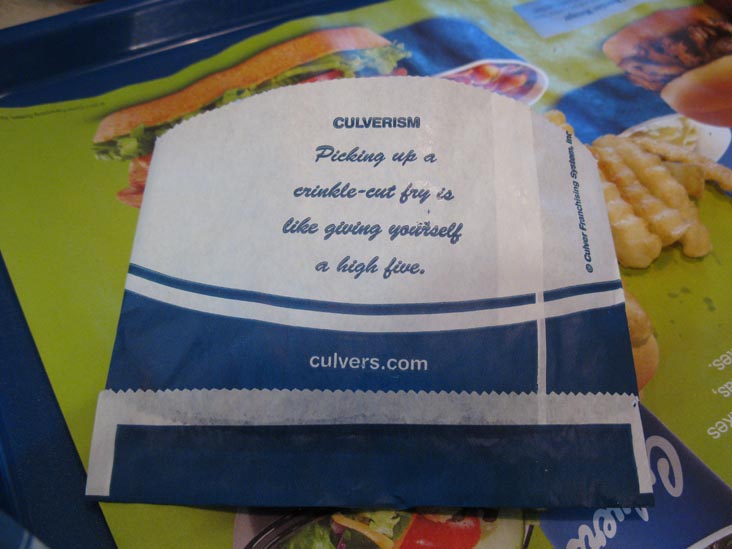 CULVERISM
Picking up a
crinkle-cut fry is
like giving yourself
a high five.
© Culver Franchising System, Inc
culvers.com